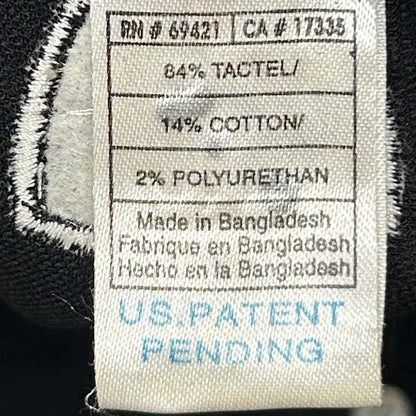 RN # 69421 CA # 17335
84% TACTEL/
14% COTTON/
2% POLYURETHAN
Made in Bangladesh
Fabrique en Bangladesh
Hecho en la Bangladesh
US.PATENT
PENDING